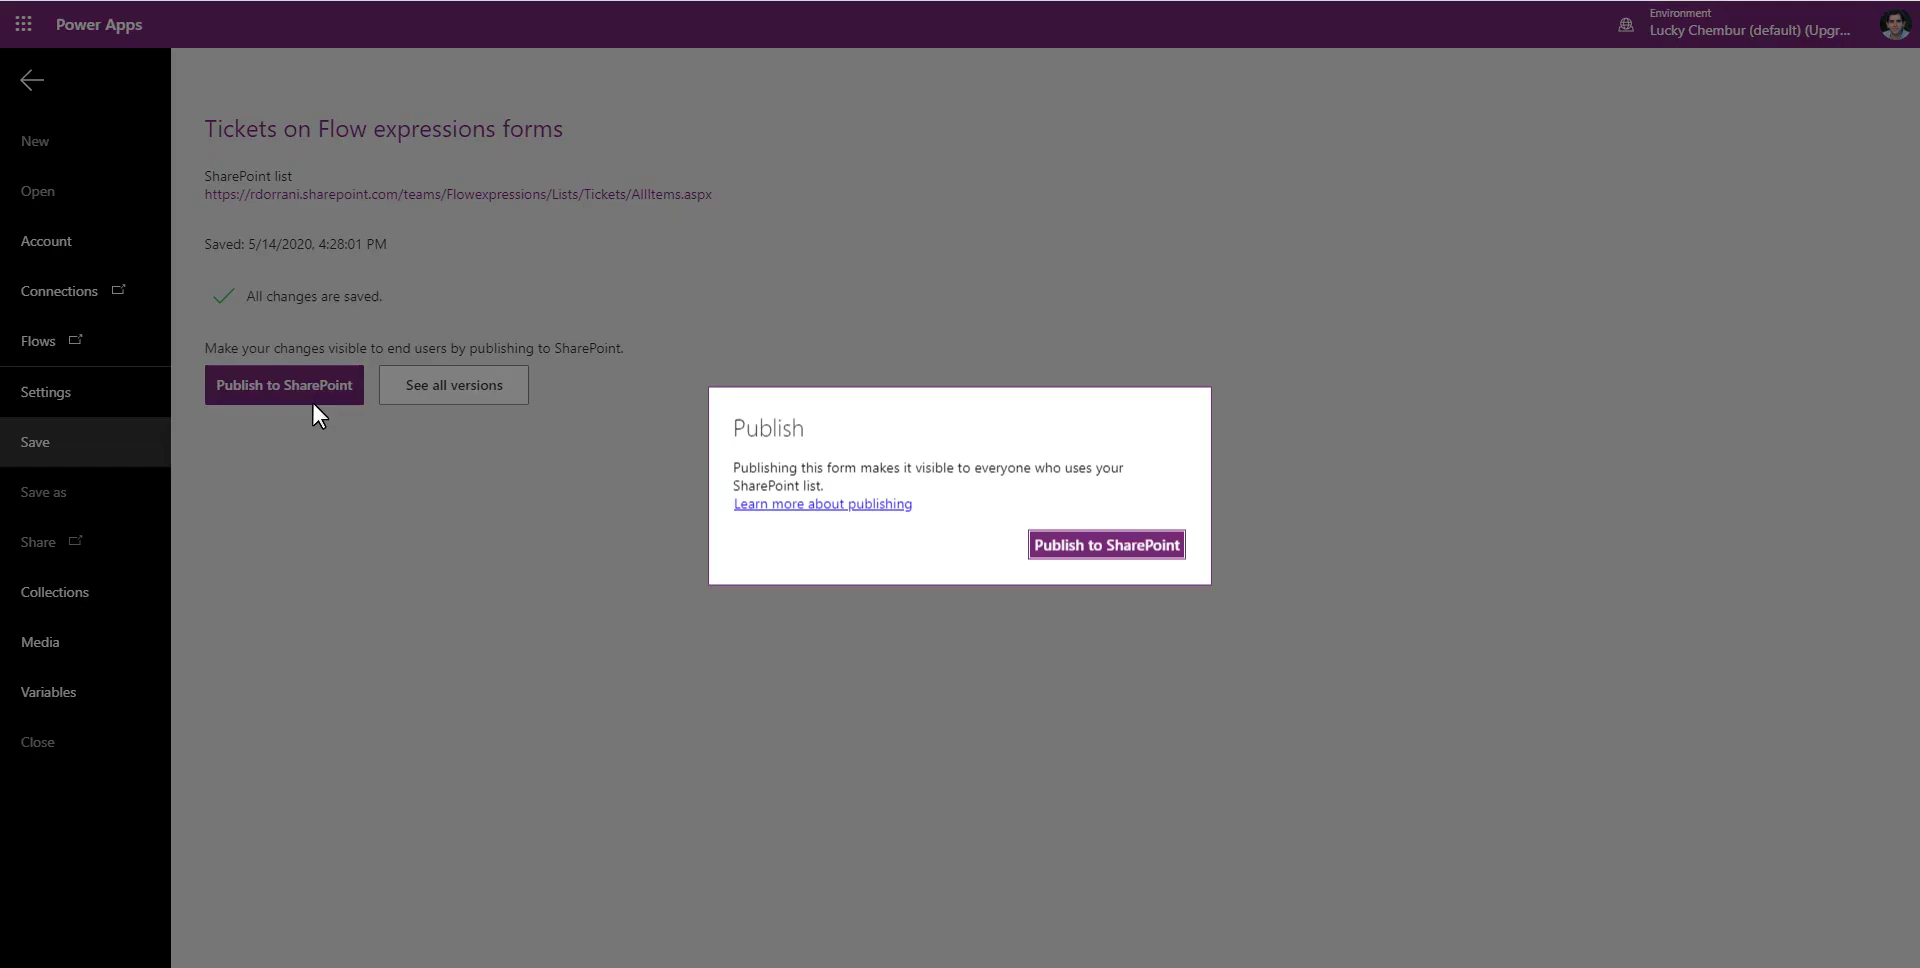 Power Apps
Environment
Lucky Chembur (default) (Upgr...
New
Open
Account
Connections
Flows
Settings
Save
Save as
Share
Collections
Media
Variables
Close
Tickets on Flow expressions forms
SharePoint list
https://rdorrani.sharepoint.com/teams/Flowexpressions/Lists/Tickets/AllItems.aspx
Saved: 5/14/2020, 4:28:01 PM
All changes are saved.
Make your changes visible to end users by publishing to SharePoint.
Publish to SharePoint
See all versions
Publish
Publishing this form makes it visible to everyone who uses your
SharePoint list.
Learn more about publishing
Publish to SharePoint